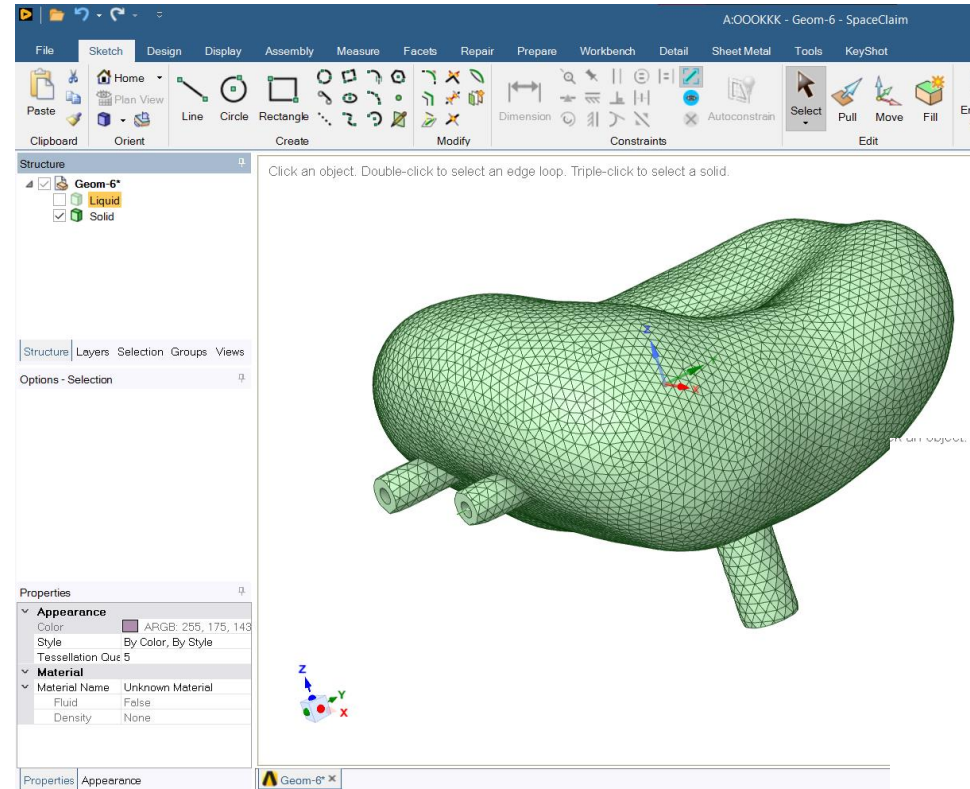 A:OOOKKK - Geom-6 - SpaceClaim
File Sketch Design Display Assembly Measure Facets Repair Prepare Workbench Detail Sheet Metal Tools KeyShot
Home
Plan View
Paste Line Circle Rectangle Dimension Autoconstrain Select Pull Move Fill
Clipboard Orient Create Modify Constraints Edit
Structure
Click an object. Double-click to select an edge loop. Triple-click to select a solid.
Geom-6*
Liquid
Solid
Z
X
Structure Layers Selection Groups Views
Options - Selection
an object.
Properties
Appearance
Color ARGB: 255, 175, 143
Style By Color, By Style
Tessellation Que 5
Material
Material Name Unknown Material
Fluid False
Density None
Z
Y
X
Properties Appearance
Geom-6*